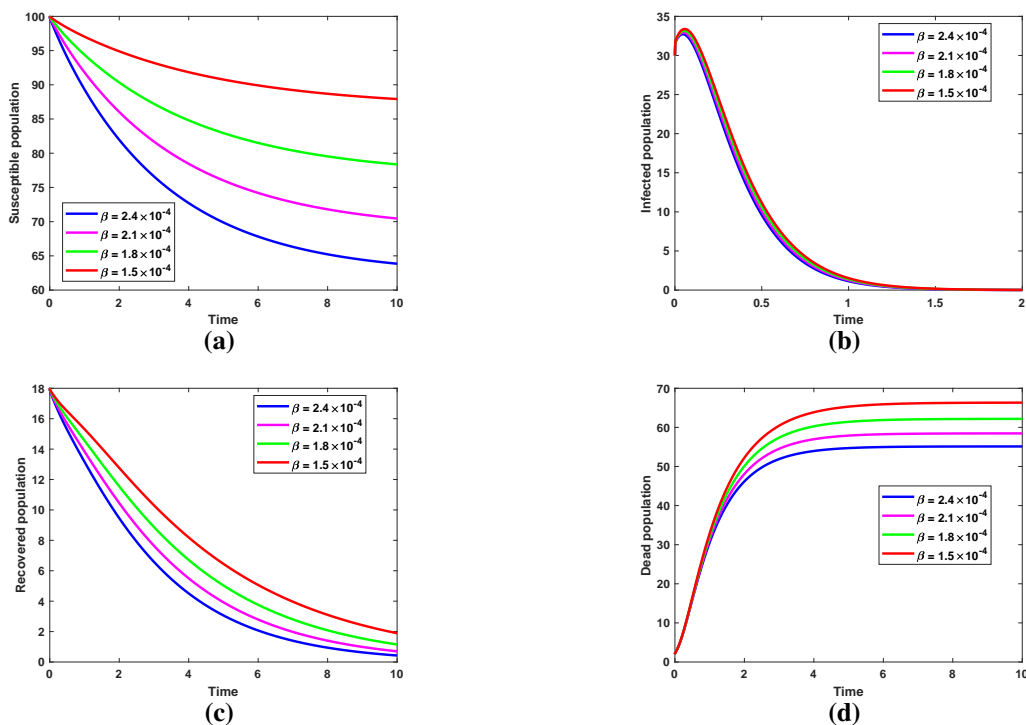 100
95
90
85
80
75
70
65
60
Susceptible population
β = 2.4×10⁻⁴
β = 2.1×10⁻⁴
β = 1.8×10⁻⁴
β = 1.5×10⁻⁴
0 2 4 6 8 10
Time
(a)
35
30
25
20
15
10
5
0
Infected population
β = 2.4×10⁻⁴
β = 2.1×10⁻⁴
β = 1.8×10⁻⁴
β = 1.5×10⁻⁴
0 0.5 1 1.5 2
Time
(b)
18
16
14
12
10
8
6
4
2
0
Recovered population
β = 2.4×10⁻⁴
β = 2.1×10⁻⁴
β = 1.8×10⁻⁴
β = 1.5×10⁻⁴
0 2 4 6 8 10
Time
(c)
70
60
50
40
30
20
10
0
Dead population
β = 2.4×10⁻⁴
β = 2.1×10⁻⁴
β = 1.8×10⁻⁴
β = 1.5×10⁻⁴
0 2 4 6 8 10
Time
(d)